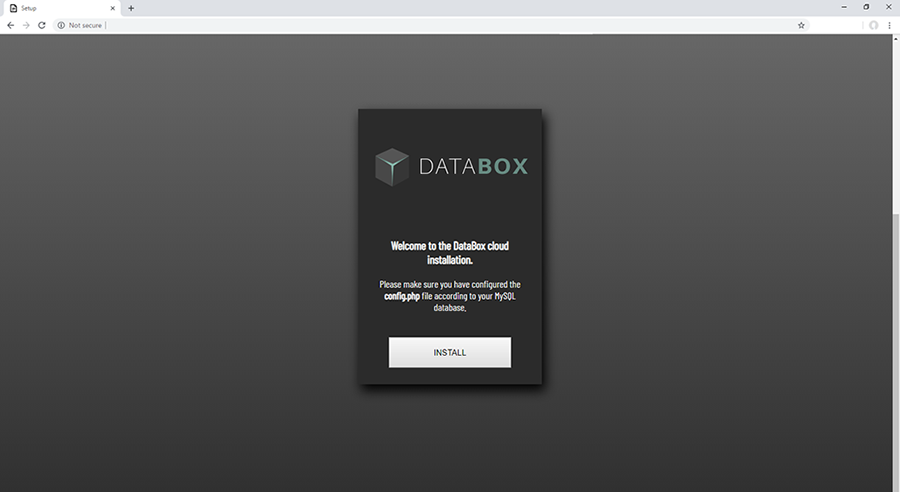 Setup
Not secure
DATABOX
Welcome to the DataBox cloud
installation.
Please make sure you have configured the
config.php file according to your MySQL
database.
INSTALL